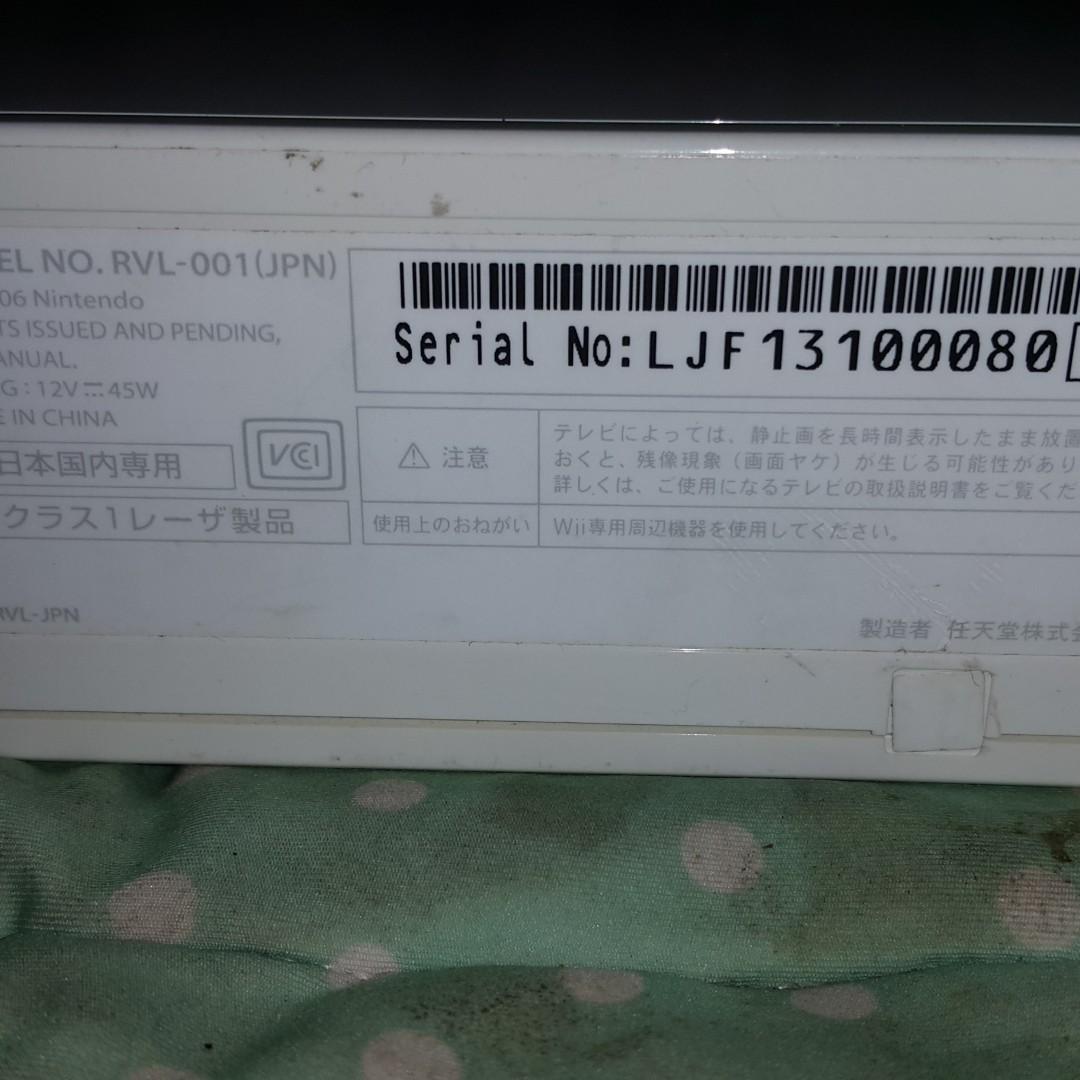 EL NO. RVL-001(JPN)
06 Nintendo
TS ISSUED AND PENDING,
ANUAL.
G : 12V⎓45W
E IN CHINA
日本国内専用
VCI
クラス1レーザ製品
RVL-JPN
Serial No:LJF13100080
注意
テレビによっては、静止画を長時間表示したまま放置
おくと、残像現象（画面ヤケ）が生じる可能性があり
詳しくは、ご使用になるテレビの取扱説明書をご覧くだ
使用上のおねがい
Wii専用周辺機器を使用してください。
製造者 任天堂株式会